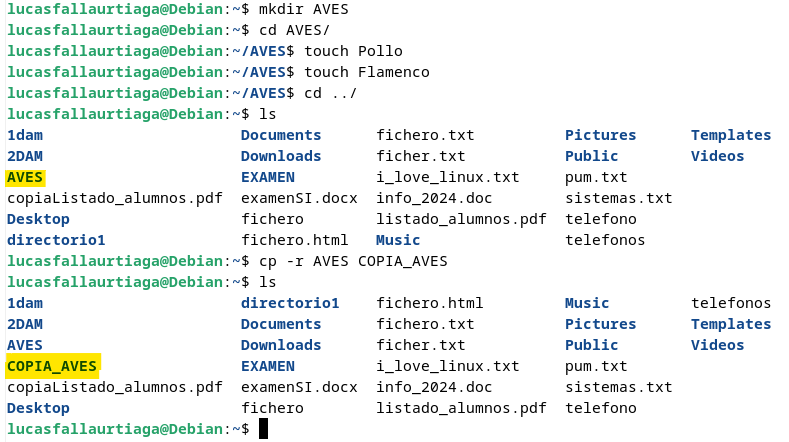 lucasfallaurtiaga@Debian:~$ mkdir AVES
lucasfallaurtiaga@Debian:~$ cd AVES/
lucasfallaurtiaga@Debian:~/AVES$ touch Pollo
lucasfallaurtiaga@Debian:~/AVES$ touch Flamenco
lucasfallaurtiaga@Debian:~/AVES$ cd ../
lucasfallaurtiaga@Debian:~$ ls
1dam                      Documents      fichero.txt          Pictures      Templates
2DAM                      Downloads      ficher.txt           Public        Videos
AVES                      EXAMEN         i_love_linux.txt     pum.txt
copiaListado_alumnos.pdf  examenSI.docx  info_2024.doc        sistemas.txt
Desktop                   fichero        listado_alumnos.pdf  telefono
directorio1               fichero.html   Music                telefonos
lucasfallaurtiaga@Debian:~$ cp -r AVES COPIA_AVES
lucasfallaurtiaga@Debian:~$ ls
1dam                      directorio1    fichero.html         Music         telefonos
2DAM                      Documents      fichero.txt          Pictures      Templates
AVES                      Downloads      ficher.txt           Public        Videos
COPIA_AVES                EXAMEN         i_love_linux.txt     pum.txt
copiaListado_alumnos.pdf  examenSI.docx  info_2024.doc        sistemas.txt
Desktop                   fichero        listado_alumnos.pdf  telefono
lucasfallaurtiaga@Debian:~$